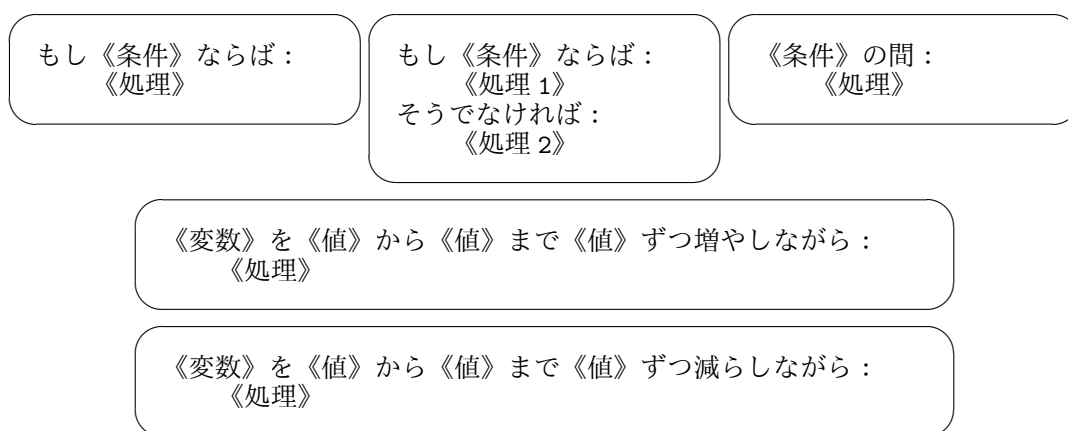 もし《条件》ならば：
《処理》
もし《条件》ならば：
《処理 1》
そうでなければ：
《処理 2》
《条件》の間：
《処理》
《変数》を《値》から《値》まで《値》ずつ増やしながら：
《処理》
《変数》を《値》から《値》まで《値》ずつ減らしながら：
《処理》